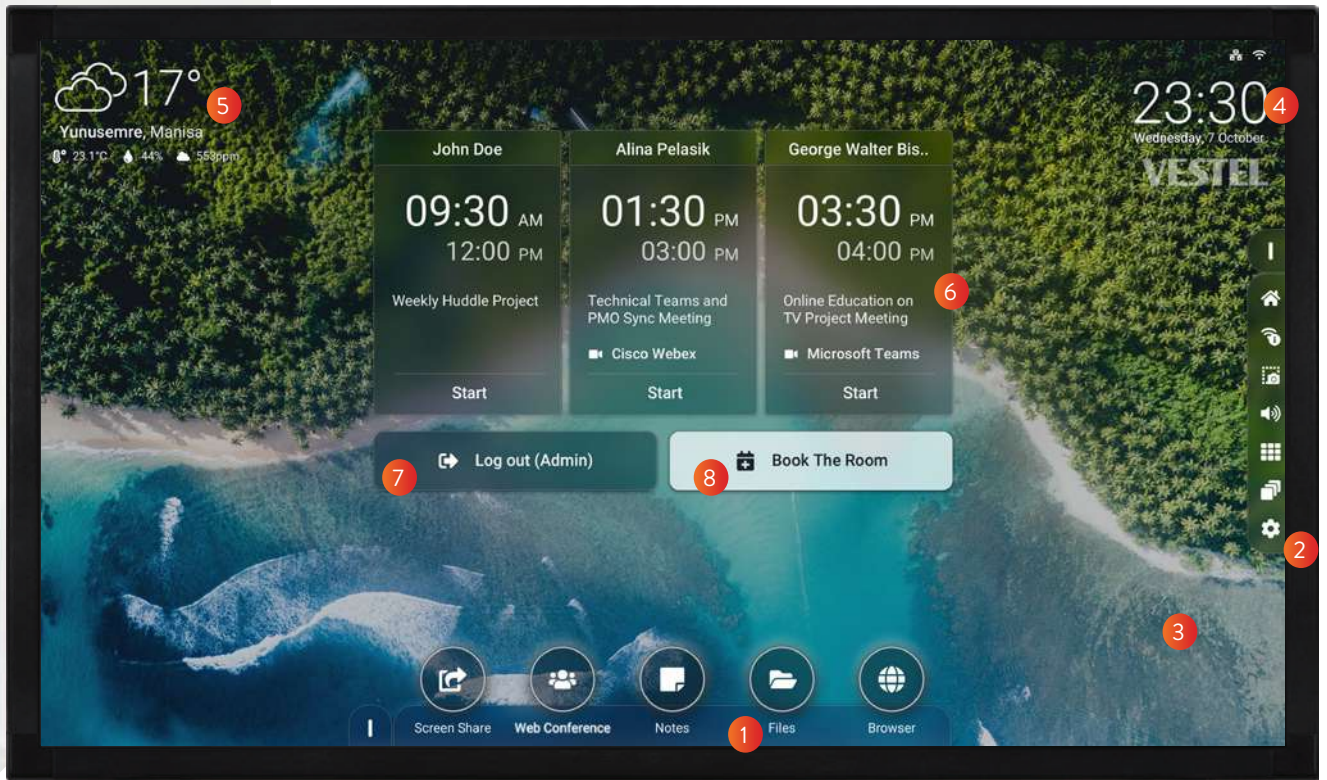 17°
5
Yunusemre, Manisa
23.1°C 44% 553ppm
23:30
4
Wednesday, 7 October
VESTEL
John Doe
09:30 AM
12:00 PM
Weekly Huddle Project
Start
Alina Pelasik
01:30 PM
03:00 PM
Technical Teams and
PMO Sync Meeting
Cisco Webex
Start
George Walter Bis..
03:30 PM
04:00 PM
6
Online Education on
TV Project Meeting
Microsoft Teams
Start
7
Log out (Admin)
8
Book The Room
2
3
Screen Share
Web Conference
Notes
1
Files
Browser